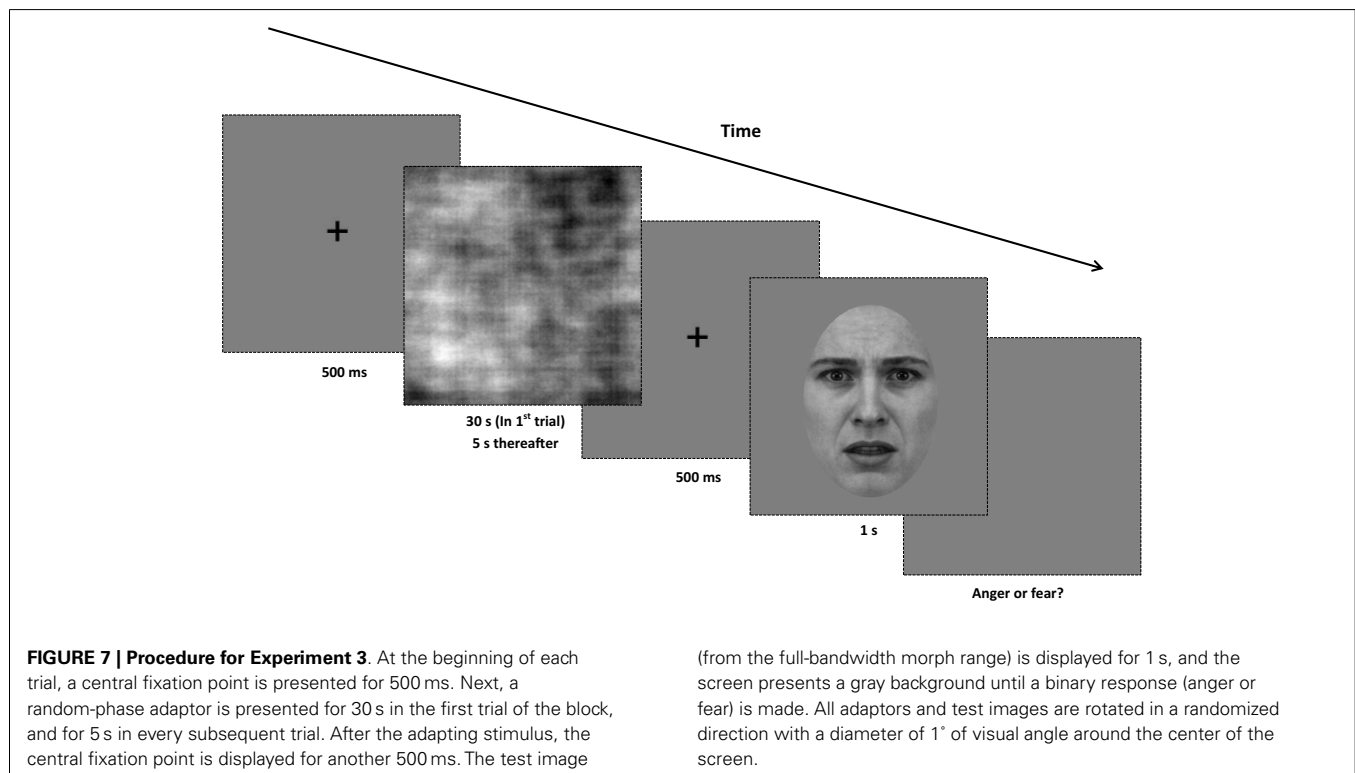 Time
+
500 ms
30 s (In 1st trial)
5 s thereafter
+
500 ms
1 s
Anger or fear?
FIGURE 7 | Procedure for Experiment 3. At the beginning of each
trial, a central fixation point is presented for 500 ms. Next, a
random-phase adaptor is presented for 30 s in the first trial of the block,
and for 5 s in every subsequent trial. After the adapting stimulus, the
central fixation point is displayed for another 500 ms. The test image
(from the full-bandwidth morph range) is displayed for 1 s, and the
screen presents a gray background until a binary response (anger or
fear) is made. All adaptors and test images are rotated in a randomized
direction with a diameter of 1° of visual angle around the center of the
screen.